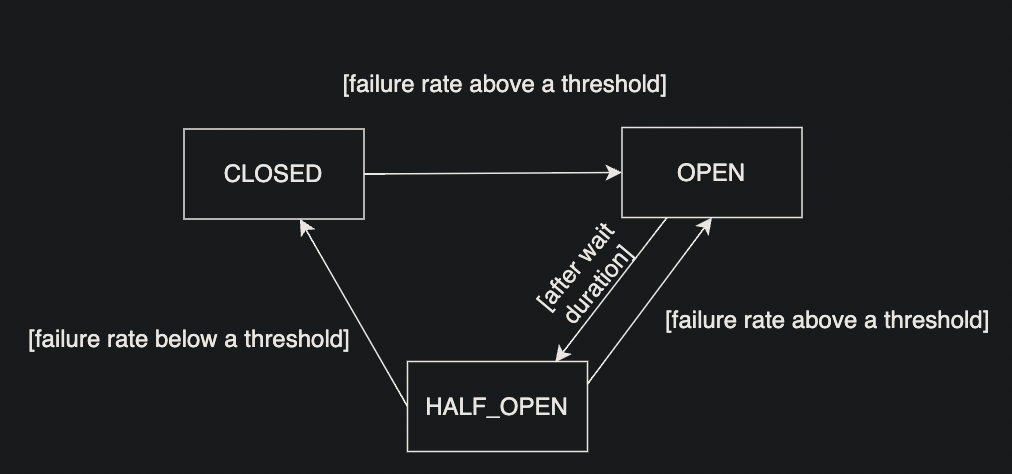 [failure rate above a threshold]
CLOSED
OPEN
[after wait
duration]
[failure rate above a threshold]
[failure rate below a threshold]
HALF_OPEN